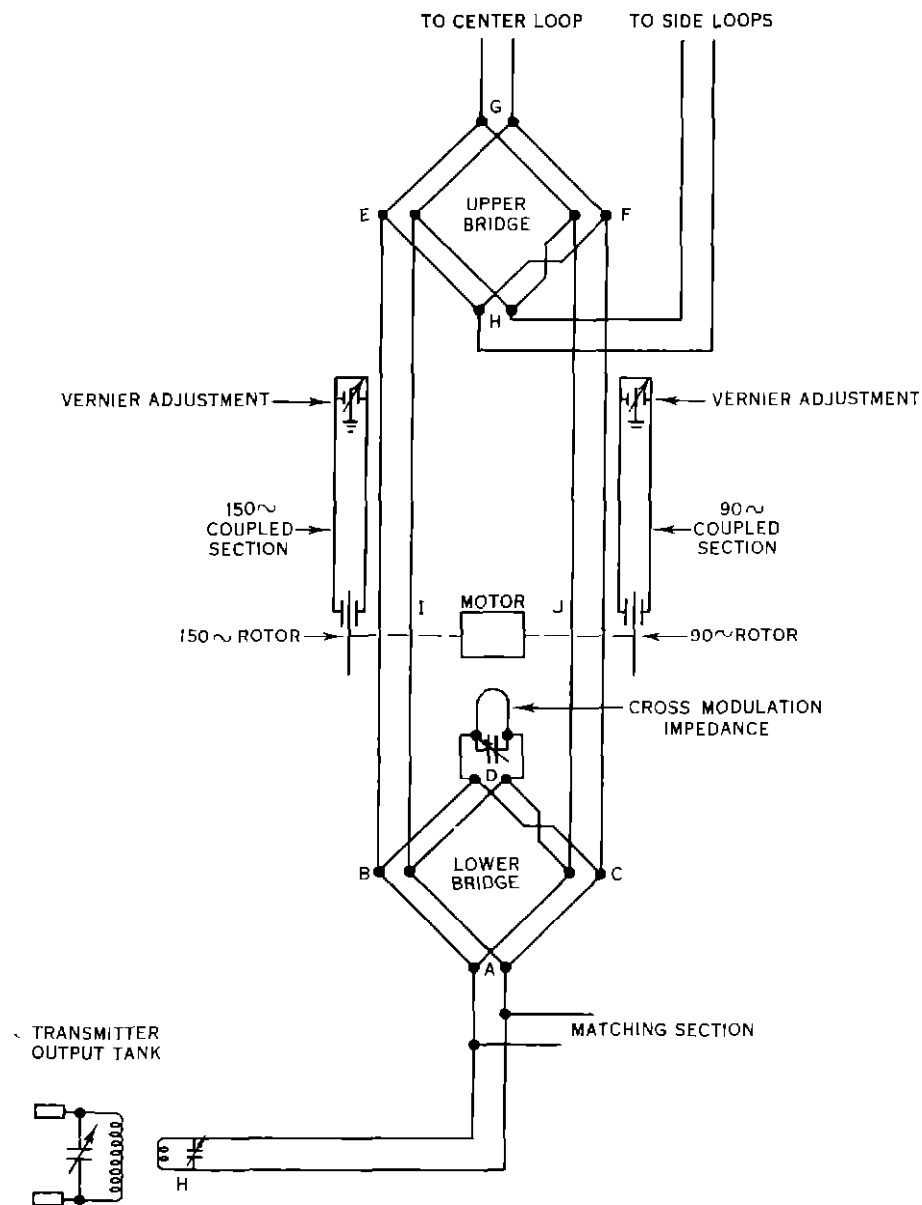 TO CENTER LOOP
TO SIDE LOOPS
G
E
UPPER
BRIDGE
F
H
VERNIER ADJUSTMENT
VERNIER ADJUSTMENT
150~
COUPLED
SECTION
90~
COUPLED
SECTION
I
MOTOR
J
150~ROTOR
90~ROTOR
CROSS MODULATION
IMPEDANCE
D
B
LOWER
BRIDGE
C
A
MATCHING SECTION
TRANSMITTER
OUTPUT TANK
H